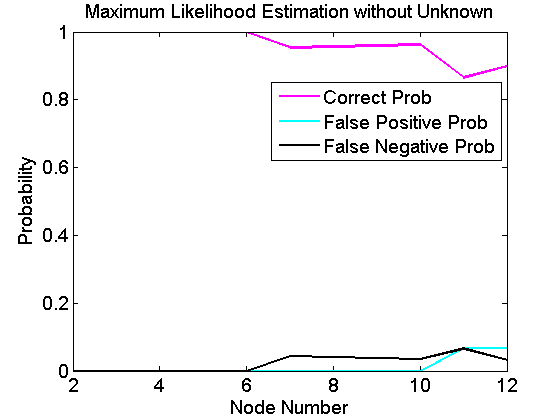 Maximum Likelihood Estimation without Unknown
1
0.8
0.6
0.4
0.2
0
Probability
Correct Prob
False Positive Prob
False Negative Prob
2 4 6 8 10 12
Node Number